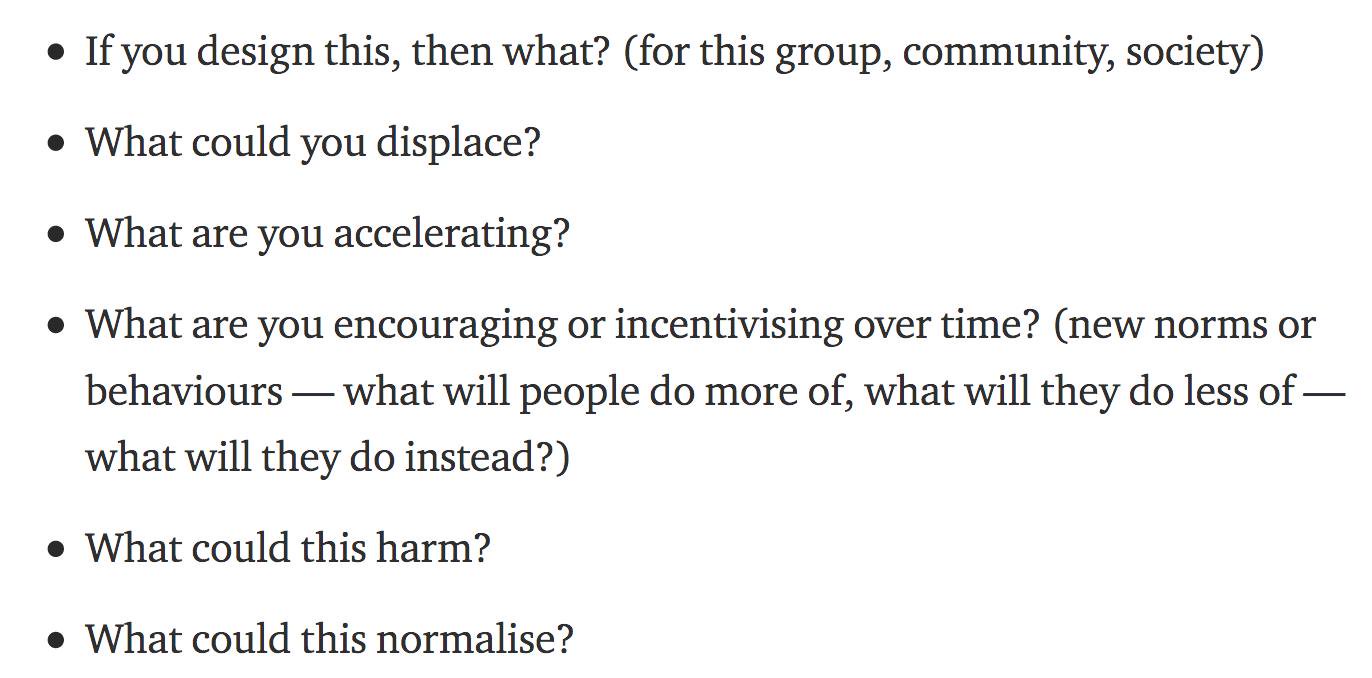 • If you design this, then what? (for this group, community, society)
• What could you displace?
• What are you accelerating?
• What are you encouraging or incentivising over time? (new norms or
behaviours — what will people do more of, what will they do less of —
what will they do instead?)
• What could this harm?
• What could this normalise?